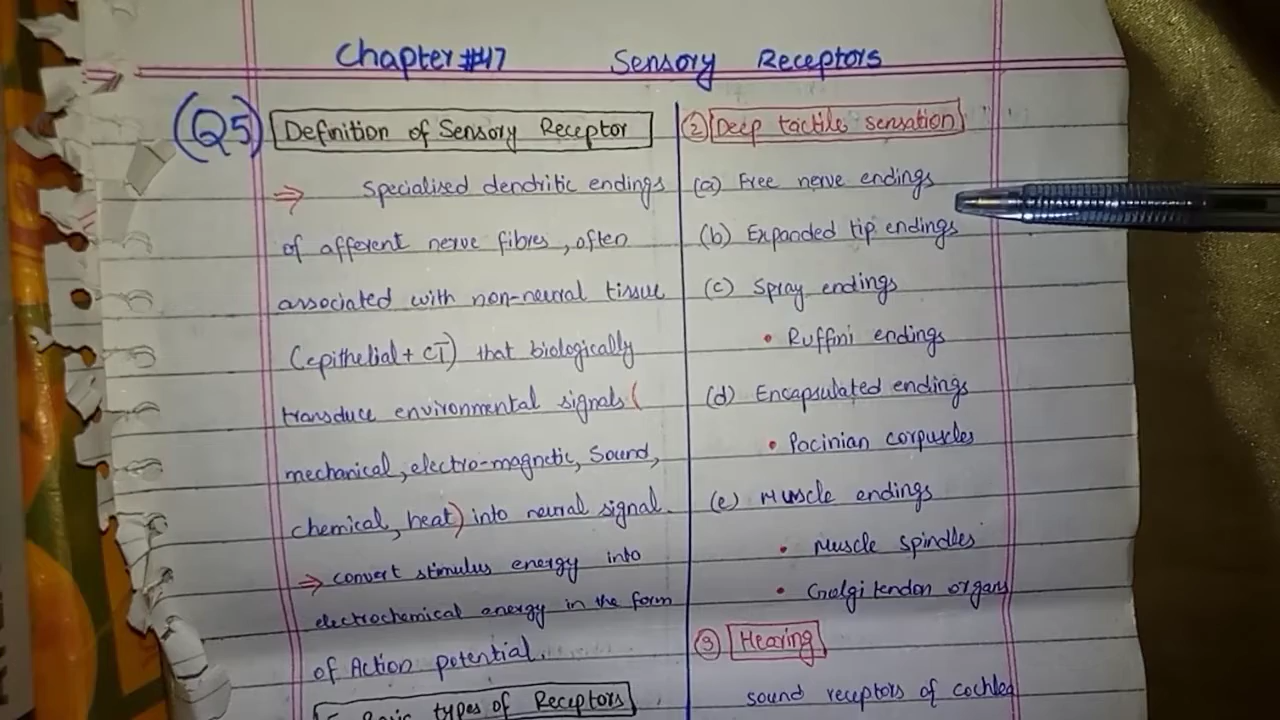 Chapter #47 Sensory Receptors
(Q5) Definition of Sensory Receptor
⇒ Specialised dendritic endings
of afferent nerve fibres, often
associated with non-neural tissue
(epithelial + CT) that biologically
transduce environmental signals (
mechanical, electro-magnetic, Sound,
chemical, heat) into neural signal.
⇒ convert stimulus energy into
electrochemical energy in the form
of Action potential.
Basic types of Receptors
② Deep tactile sensation
(a) Free nerve endings
(b) Expanded tip endings
(c) Spray endings
• Ruffini endings
(d) Encapsulated endings
• Pacinian corpuscles
(e) Muscle endings
• Muscle spindles
• Golgi tendon organs
③ Hearing
sound receptors of cochlea